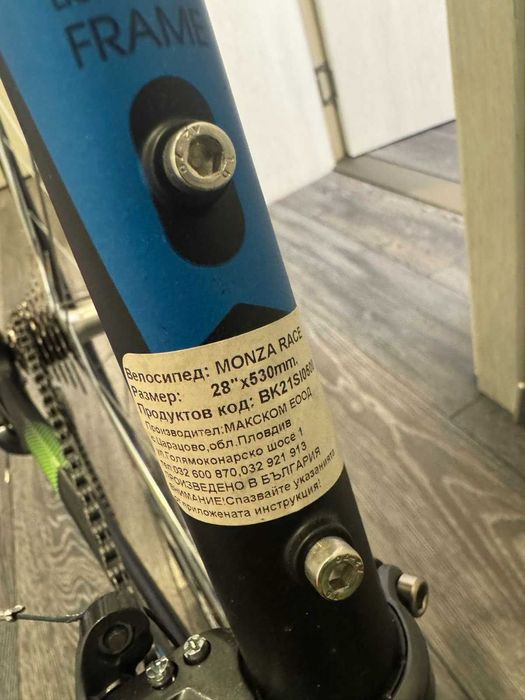 FRAME
Велосипед: MONZA RACE
Размер: 28"x530mm.
Продуктов код:
Производител:МАКСКОМ ЕООД
с.Царацово,обл.Пловдив
ул.Голямоконарско шосе 1
тел.032 600 870,032 921 913
ПРОИЗВЕДЕНО В БЪЛГАРИЯ
ВНИМАНИЕ!Спазвайте указанията
приложената инструкция!